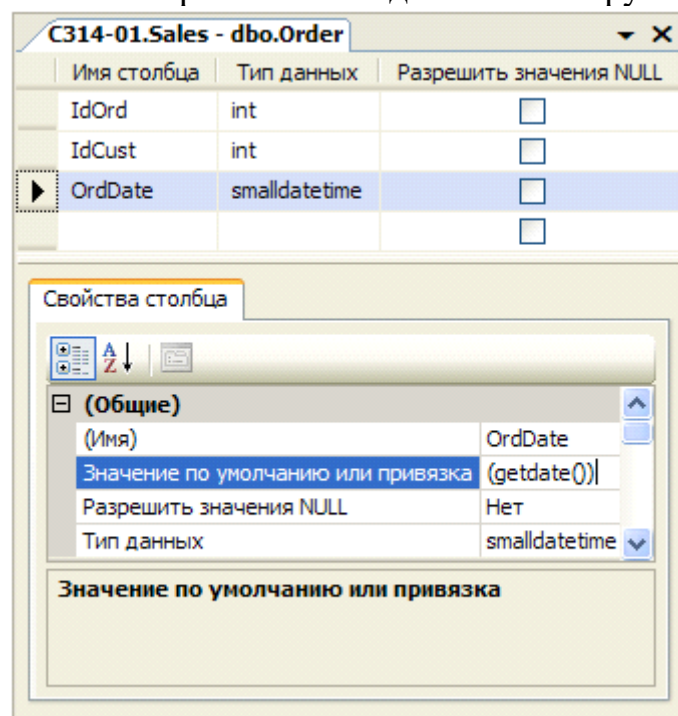 C314-01.Sales - dbo.Order
Имя столбца Тип данных Разрешить значения NULL
IdOrd int
IdCust int
OrdDate smalldatetime
Свойства столбца
(Общие)
(Имя) OrdDate
Значение по умолчанию или привязка (getdate())
Разрешить значения NULL Нет
Тип данных smalldatetime
Значение по умолчанию или привязка